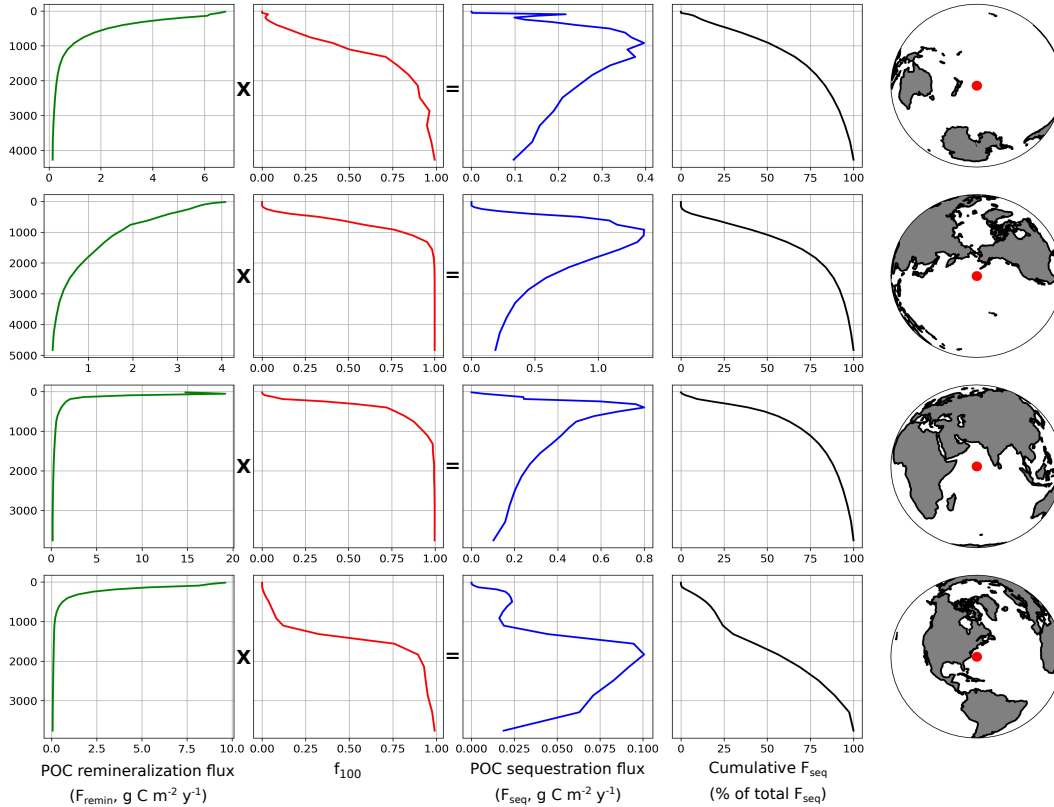 0
1000
2000
3000
4000
0 2 4 6
X
0.00 0.25 0.50 0.75 1.00
=
0.0 0.1 0.2 0.3 0.4
0 25 50 75 100
0
1000
2000
3000
4000
5000
1 2 3 4
X
0.00 0.25 0.50 0.75 1.00
=
0.0 0.5 1.0
0 25 50 75 100
0
1000
2000
3000
0 5 10 15 20
X
0.00 0.25 0.50 0.75 1.00
=
0.0 0.2 0.4 0.6 0.8
0 25 50 75 100
0
1000
2000
3000
0.0 2.5 5.0 7.5 10.0
X
0.00 0.25 0.50 0.75 1.00
=
0.000 0.025 0.050 0.075 0.100
0 25 50 75 100
POC remineralization flux
(F_remin, g C m⁻² y⁻¹)
f₁₀₀
POC sequestration flux
(F_seq, g C m⁻² y⁻¹)
Cumulative F_seq
(% of total F_seq)